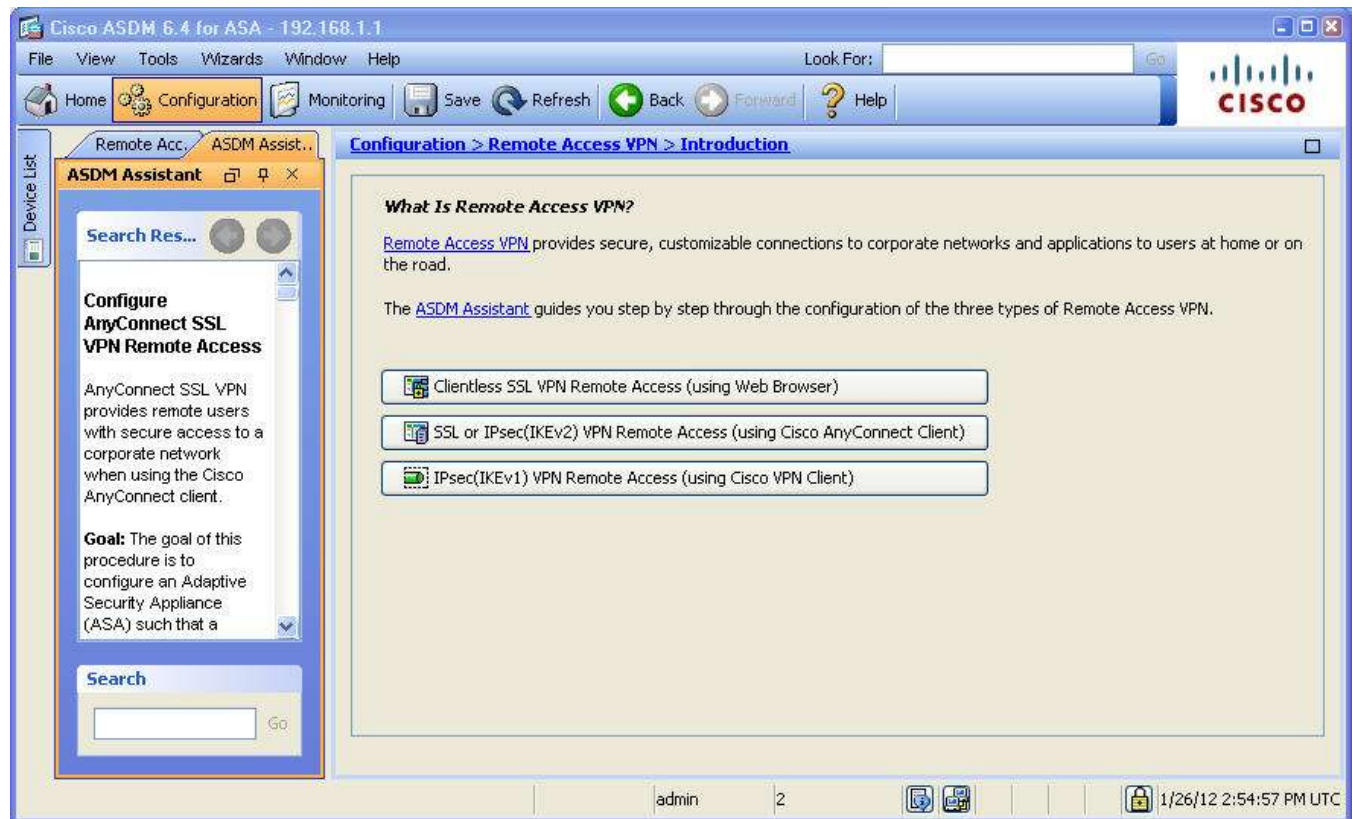 Cisco ASDM 6.4 for ASA - 192.168.1.1
File View Tools Wizards Window Help
Look For:
Go
Home
Configuration
Monitoring
Save
Refresh
Back
Forward
Help
CISCO
Device List
Remote Acc.
ASDM Assist..
ASDM Assistant
Search Res...
Configure
AnyConnect SSL
VPN Remote Access
AnyConnect SSL VPN
provides remote users
with secure access to a
corporate network
when using the Cisco
AnyConnect client.
Goal: The goal of this
procedure is to
configure an Adaptive
Security Appliance
(ASA) such that a
Search
Go
Configuration > Remote Access VPN > Introduction
What Is Remote Access VPN?
Remote Access VPN provides secure, customizable connections to corporate networks and applications to users at home or on
the road.
The ASDM Assistant guides you step by step through the configuration of the three types of Remote Access VPN.
Clientless SSL VPN Remote Access (using Web Browser)
SSL or IPsec(IKEv2) VPN Remote Access (using Cisco AnyConnect Client)
IPsec(IKEv1) VPN Remote Access (using Cisco VPN Client)
admin
2
1/26/12 2:54:57 PM UTC